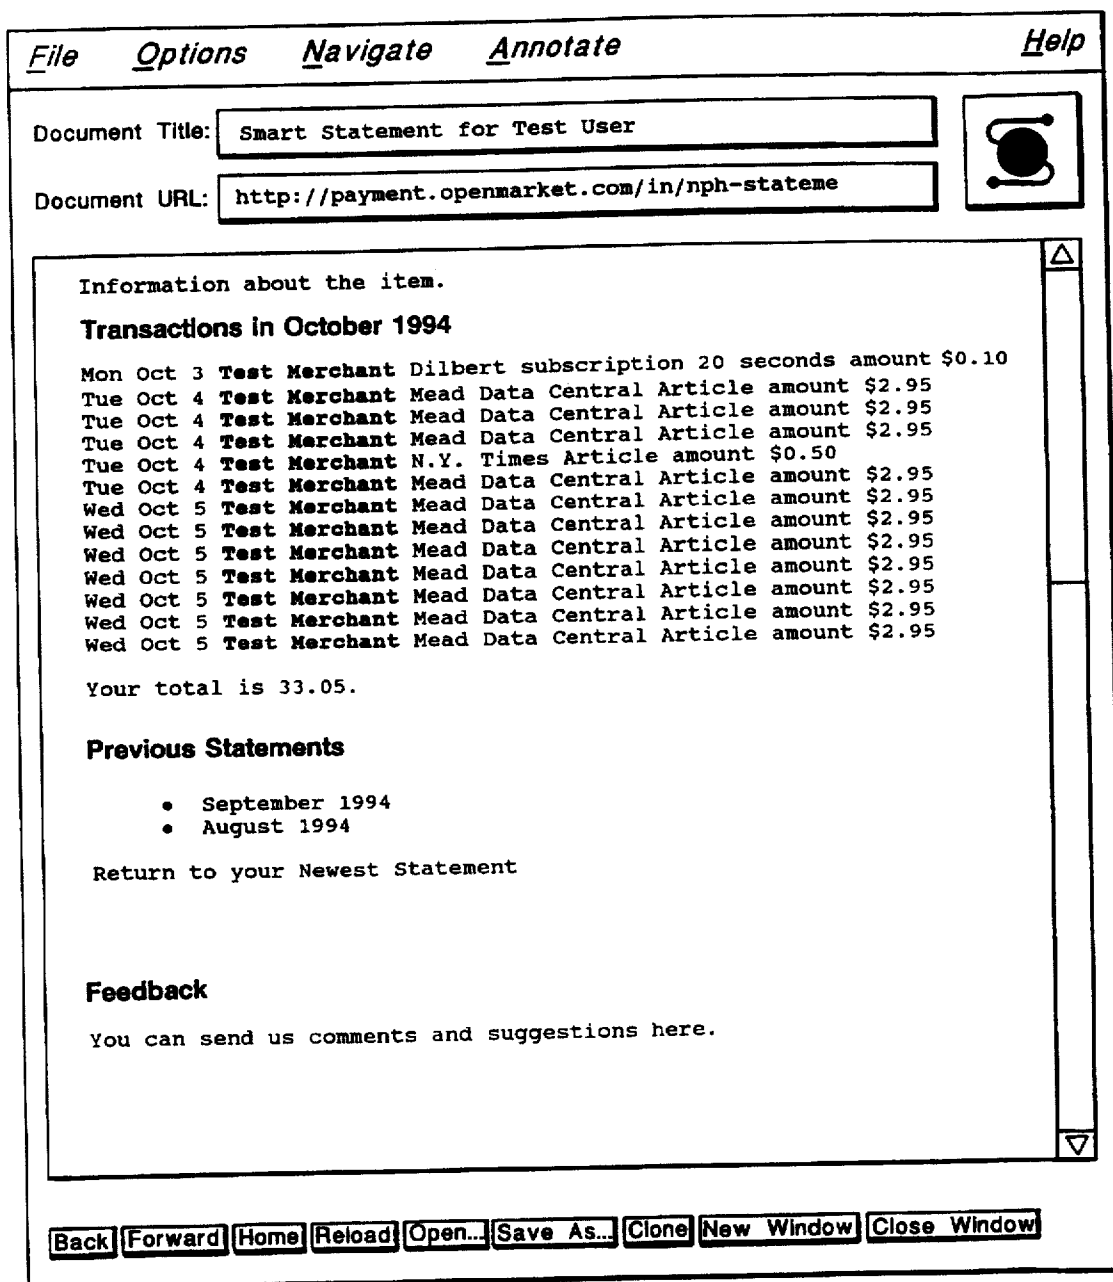 File Options Navigate Annotate Help
Document Title: Smart Statement for Test User
Document URL: http://payment.openmarket.com/in/nph-stateme
Information about the item.
Transactions in October 1994
Mon Oct 3 Test Merchant Dilbert subscription 20 seconds amount $0.10
Tue Oct 4 Test Merchant Mead Data Central Article amount $2.95
Tue Oct 4 Test Merchant Mead Data Central Article amount $2.95
Tue Oct 4 Test Merchant Mead Data Central Article amount $2.95
Tue Oct 4 Test Merchant N.Y. Times Article amount $0.50
Tue Oct 4 Test Merchant Mead Data Central Article amount $2.95
Wed Oct 5 Test Merchant Mead Data Central Article amount $2.95
Wed Oct 5 Test Merchant Mead Data Central Article amount $2.95
Wed Oct 5 Test Merchant Mead Data Central Article amount $2.95
Wed Oct 5 Test Merchant Mead Data Central Article amount $2.95
Wed Oct 5 Test Merchant Mead Data Central Article amount $2.95
Wed Oct 5 Test Merchant Mead Data Central Article amount $2.95
Wed Oct 5 Test Merchant Mead Data Central Article amount $2.95
Your total is 33.05.
Previous Statements
• September 1994
• August 1994
Return to your Newest Statement
Feedback
You can send us comments and suggestions here.
Back Forward Home Reload Open... Save As... Clone New Window Close Window